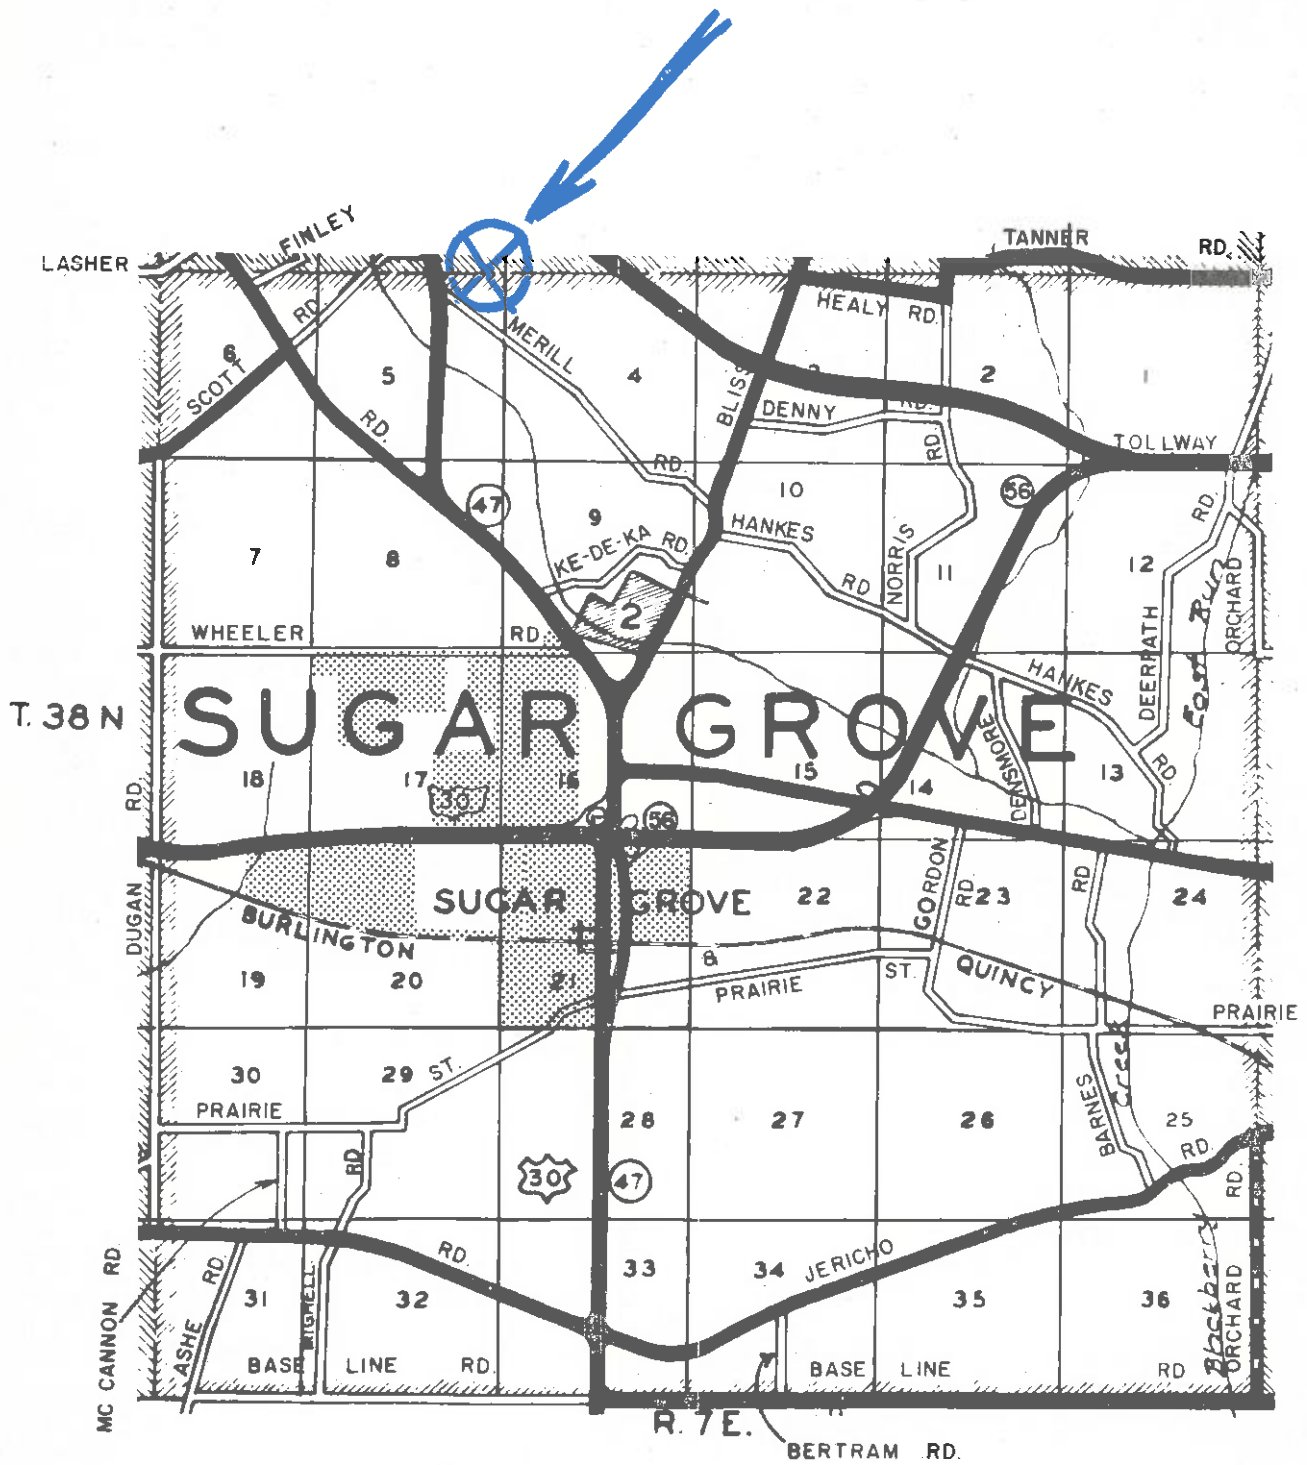 FINLEY
TANNER
RD.
LASHER
HEALY RD.
RD.
MERILL
6
5
4
2
1
SCOTT
BLISS
DENNY
RD.
RD.
TOLLWAY
RD.
RD.
10
47
56
9
HANKES
RD.
KE-DE-KA RD.
NORRIS
7
8
RD
11
12
ORCHARD
2
DEERPATH
Run
East
WHEELER
RD.
HANKES
T. 38 N
SUGAR GROVE
DENSMORE
18
17
16
15
14
13
RD
30
RD.
56
DUGAN
GORDON
RD
RD
SUGAR GROVE
22
23
24
BURLINGTON
&
19
20
21
PRAIRIE
ST.
QUINCY
PRAIRIE
30
29
ST.
Creek
PRAIRIE
28
27
26
BARNES
25
RD.
RD
30
47
RD.
RD.
JERICHO
Blackberry
MC CANNON RD.
RD.
33
34
31
32
35
36
ORCHARD
ASHE
BASE LINE RD.
BASE LINE RD
R. 7 E.
BERTRAM RD.